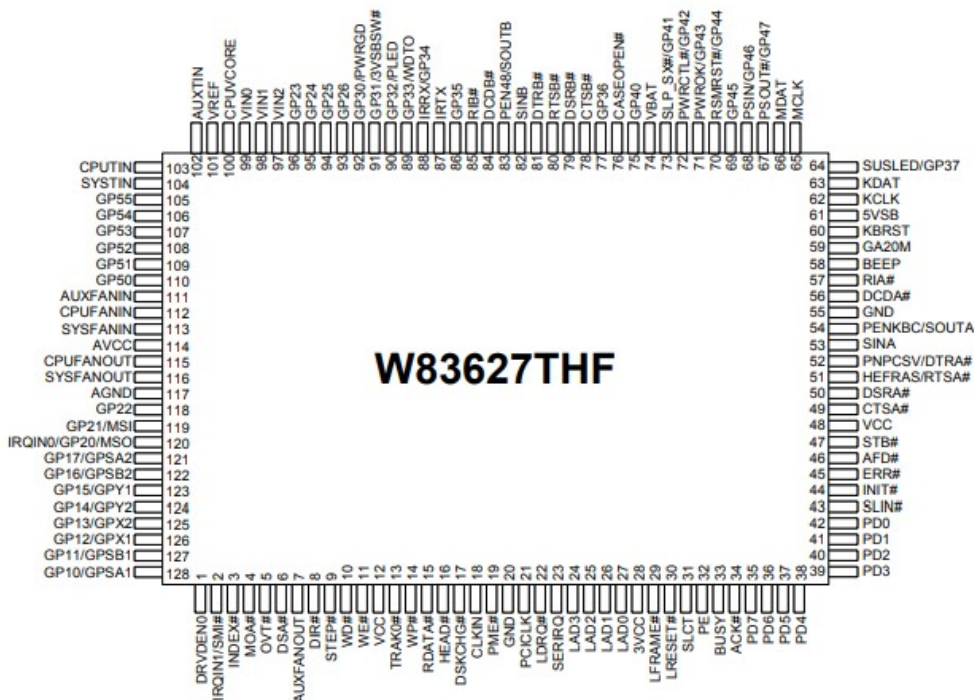 AUXTIN 102
VREF 101
CPUVCORE 100
VIN0 99
VIN1 98
VIN2 97
GP23 96
GP24 95
GP25 94
GP26 93
GP30/PWRGD 92
GP31/3VSBSW# 91
GP32/PLED 90
GP33/WDTO 89
IRRX/GP34 88
IRTX 87
GP35 86
RIB# 85
DCDB# 84
PEN48/SOUTB 83
SINB 82
DTRB# 81
RTSB# 80
DSRB# 79
CTSB# 78
GP36 77
CASEOPEN# 76
GP40 75
VBAT 74
SLP_SX#/GP41 73
PWRCTL#/GP42 72
PWROK/GP43 71
RSMRST#/GP44 70
GP45 69
PSIN/GP46 68
PSOUT#/GP47 67
MDAT 66
MCLK 65
CPUTIN 103
SYSTIN 104
GP55 105
GP54 106
GP53 107
GP52 108
GP51 109
GP50 110
AUXFANIN 111
CPUFANIN 112
SYSFANIN 113
AVCC 114
CPUFANOUT 115
SYSFANOUT 116
AGND 117
GP22 118
GP21/MSI 119
IRQIN0/GP20/MSO 120
GP17/GPSA2 121
GP16/GPSB2 122
GP15/GPY1 123
GP14/GPY2 124
GP13/GPX2 125
GP12/GPX1 126
GP11/GPSB1 127
GP10/GPSA1 128
W83627THF
64 SUSLED/GP37
63 KDAT
62 KCLK
61 5VSB
60 KBRST
59 GA20M
58 BEEP
57 RIA#
56 DCDA#
55 GND
54 PENKBC/SOUTA
53 SINA
52 PNPCSV/DTRA#
51 HEFRAS/RTSA#
50 DSRA#
49 CTSA#
48 VCC
47 STB#
46 AFD#
45 ERR#
44 INIT#
43 SLIN#
42 PD0
41 PD1
40 PD2
39 PD3
1 DRVDEN0
2 IRQIN1/SMI#
3 INDEX#
4 MOA#
5 OVT#
6 DSA#
7 AUXFANOUT
8 DIR#
9 STEP#
10 WD#
11 WE#
12 VCC
13 TRAK0#
14 WP#
15 RDATA#
16 HEAD#
17 DSKCHG#
18 CLKIN
19 PME#
20 GND
21 PCICLK
22 LDRQ#
23 SERIRQ
24 LAD3
25 LAD2
26 LAD1
27 LAD0
28 3VCC
29 LFRAME#
30 LRESET#
31 SLCT
32 PE
33 BUSY
34 ACK#
35 PD7
36 PD6
37 PD5
38 PD4